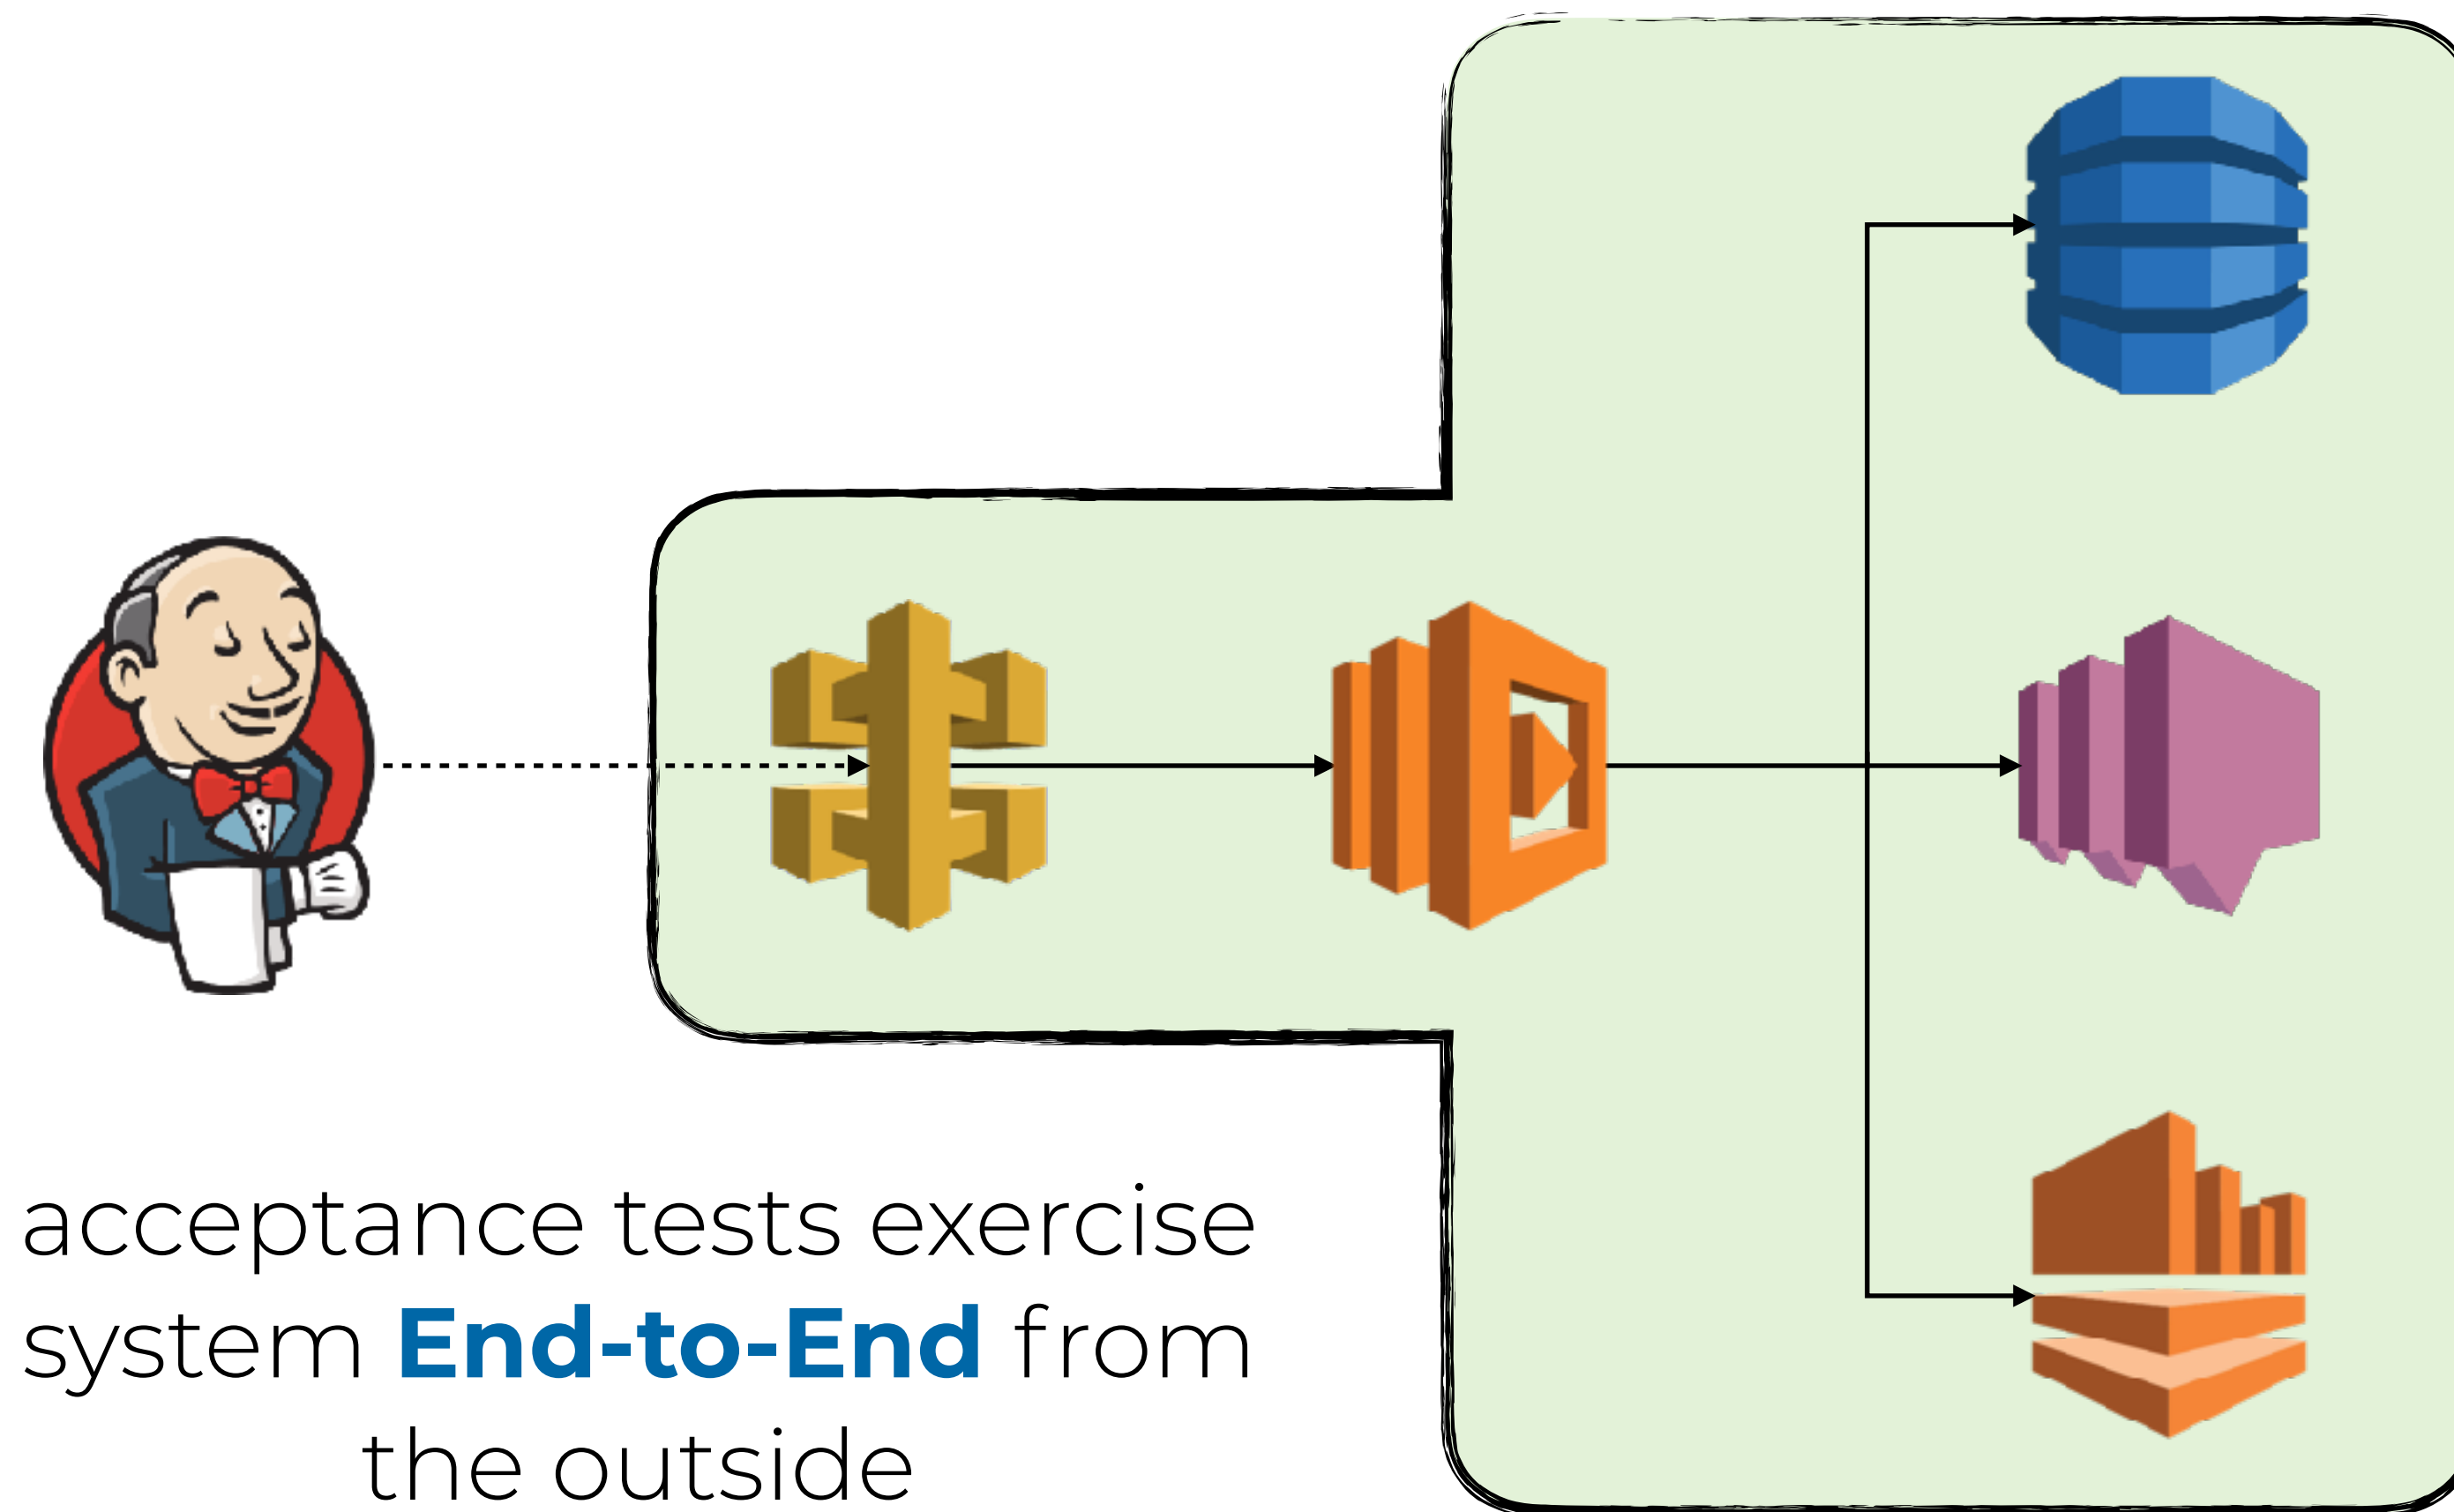 acceptance tests exercise
system End-to-End from
the outside